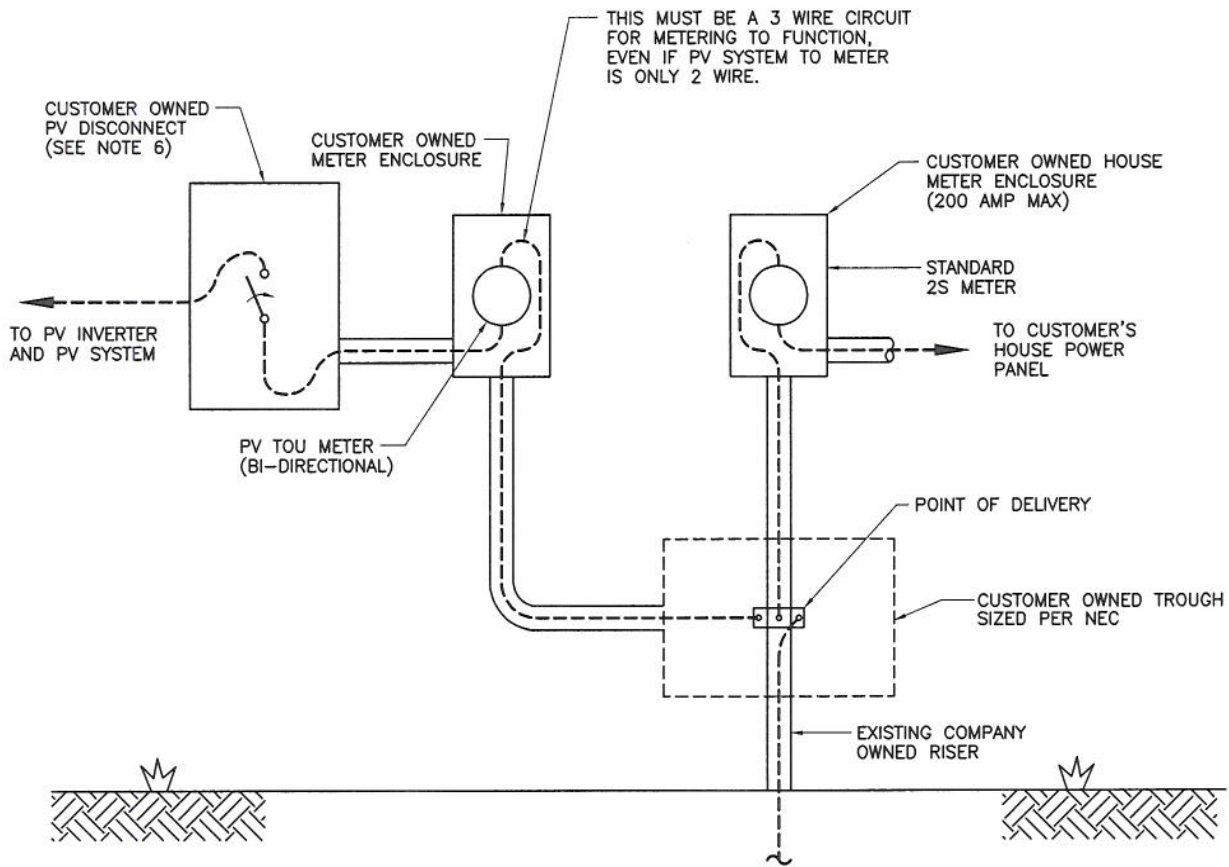 THIS MUST BE A 3 WIRE CIRCUIT
FOR METERING TO FUNCTION,
EVEN IF PV SYSTEM TO METER
IS ONLY 2 WIRE.
CUSTOMER OWNED
PV DISCONNECT
(SEE NOTE 6)
CUSTOMER OWNED
METER ENCLOSURE
CUSTOMER OWNED HOUSE
METER ENCLOSURE
(200 AMP MAX)
STANDARD
2S METER
TO PV INVERTER
AND PV SYSTEM
TO CUSTOMER'S
HOUSE POWER
PANEL
PV TOU METER
(BI-DIRECTIONAL)
POINT OF DELIVERY
CUSTOMER OWNED TROUGH
SIZED PER NEC
EXISTING COMPANY
OWNED RISER